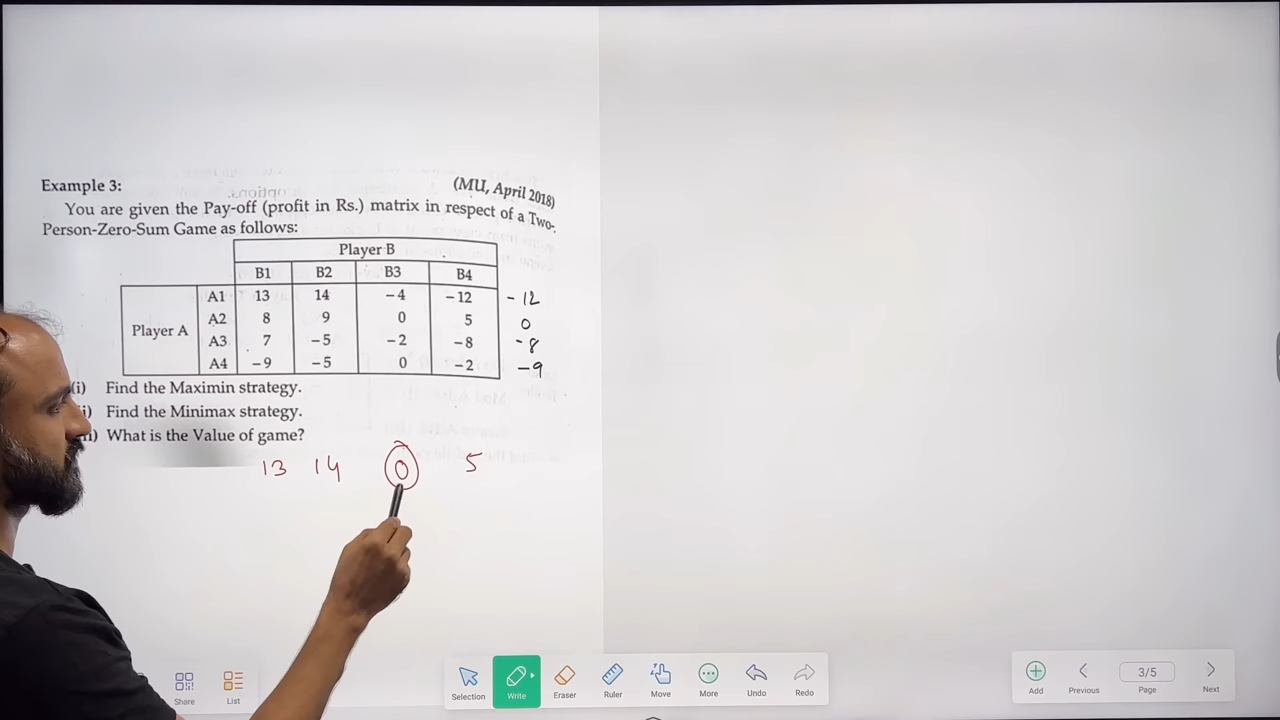 Example 3:
(MU, April 2018)
You are given the Pay-off (profit in Rs.) matrix in respect of a Two-
Person-Zero-Sum Game as follows:
Player B
B1 B2 B3 B4
A1 13 14 -4 -12 -12
A2 8 9 0 5 0
Player A
A3 7 -5 -2 -8 -8
A4 -9 -5 0 -2 -9
(i) Find the Maximin strategy.
i) Find the Minimax strategy.
) What is the Value of game?
13 14 0 5
Share
List
Selection
Write
Eraser
Ruler
Move
More
Undo
Redo
Add
Previous
3/5
Page
Next